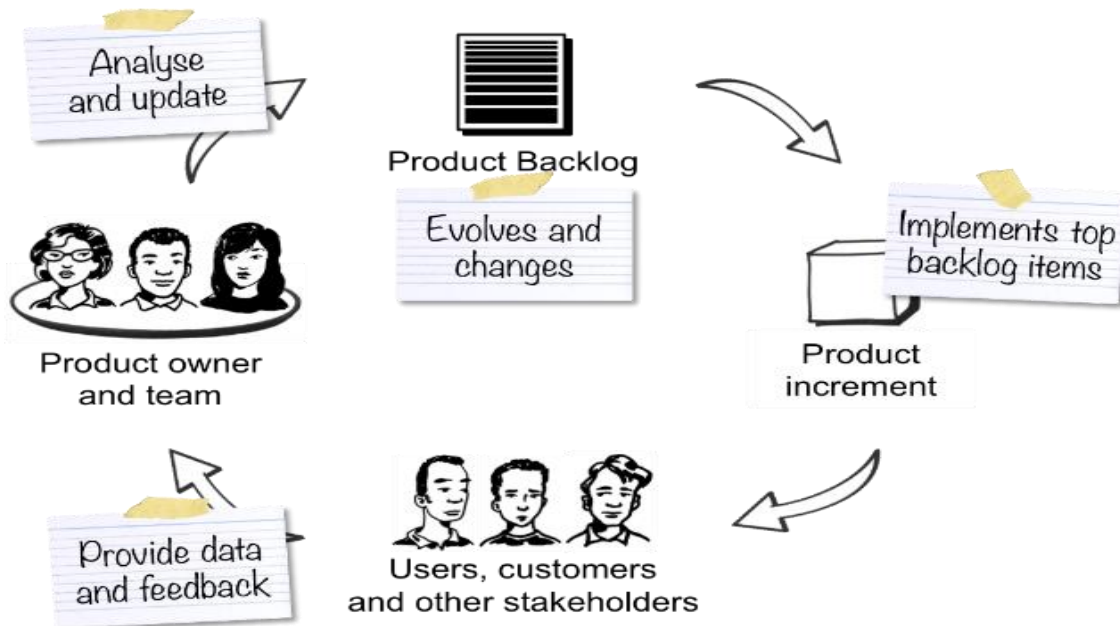 Analyse
and update
Product Backlog
Evolves and
changes
Implements top
backlog items
Product owner
and team
Product
increment
Provide data
and feedback
Users, customers
and other stakeholders